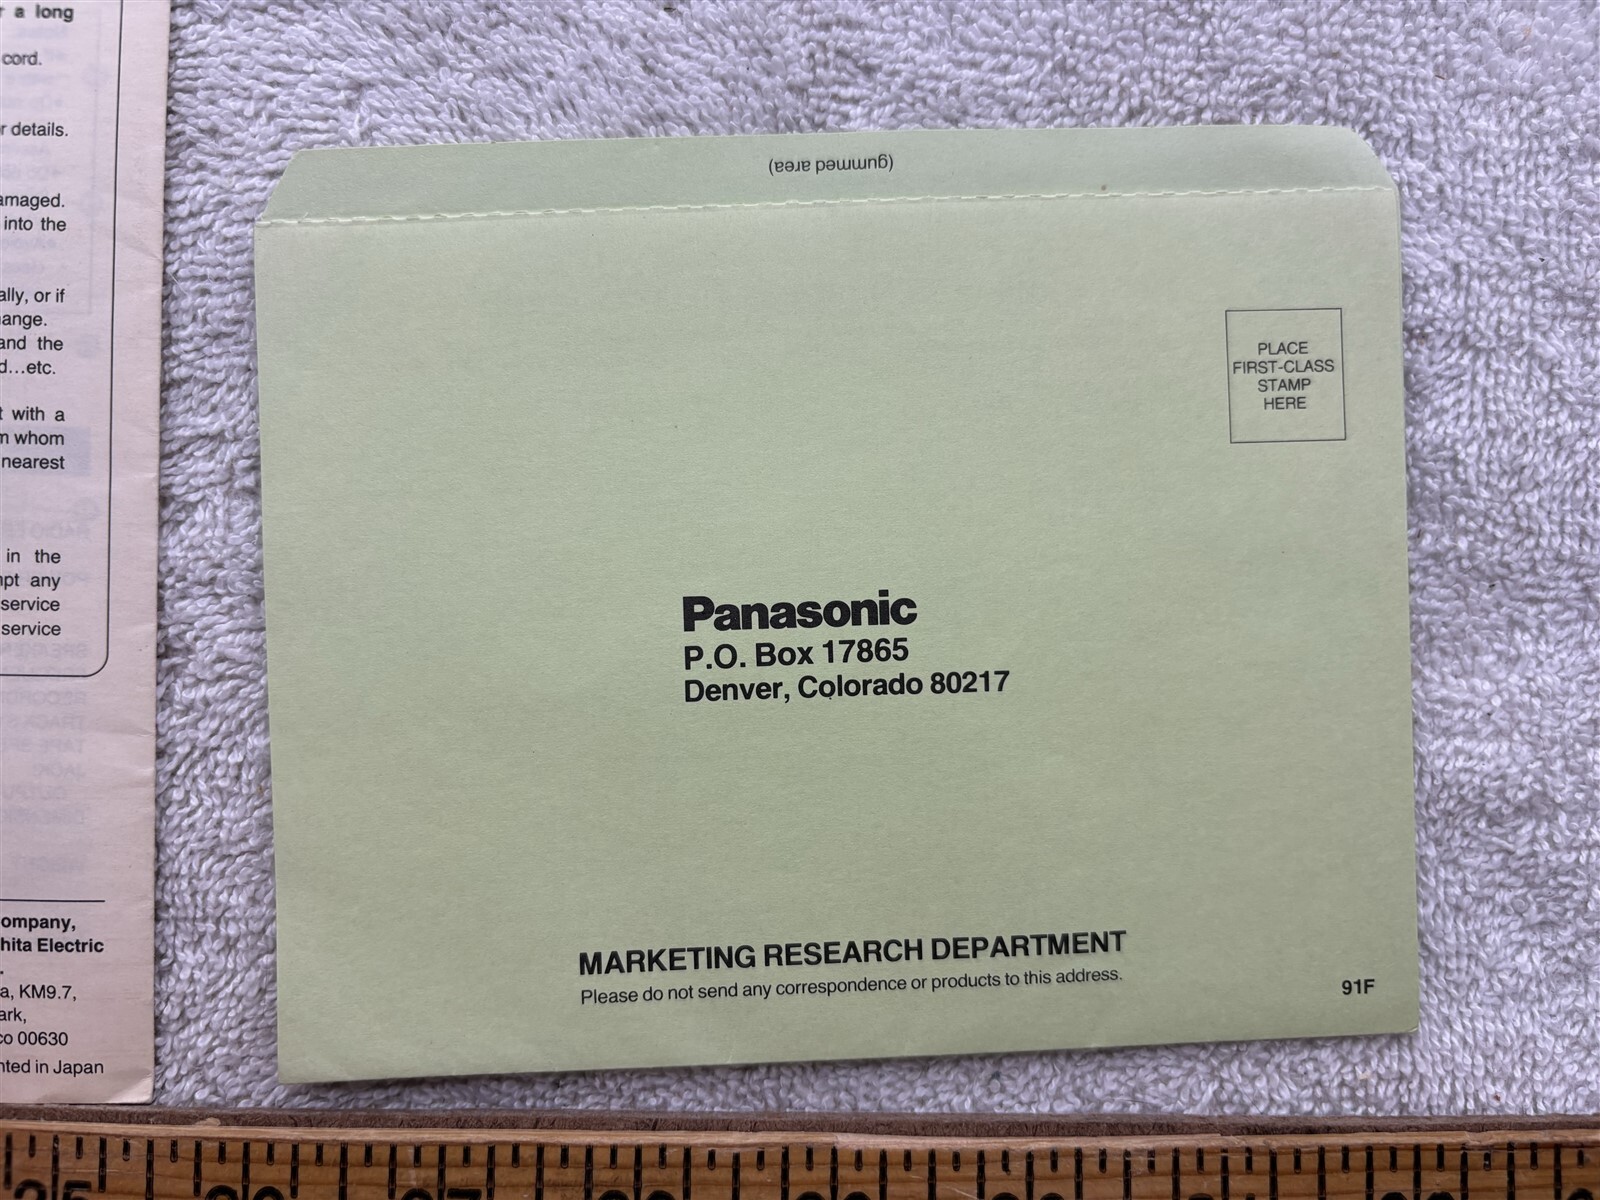 r a long
cord.
r details.
amaged.
into the
ally, or if
ange.
and the
d...etc.
t with a
m whom
nearest
in the
mpt any
service
service
ompany,
hita Electric
.
a, KM9.7,
ark,
co 00630
nted in Japan
(gummed area)
PLACE
FIRST-CLASS
STAMP
HERE
Panasonic
P.O. Box 17865
Denver, Colorado 80217
MARKETING RESEARCH DEPARTMENT
Please do not send any correspondence or products to this address.
91F